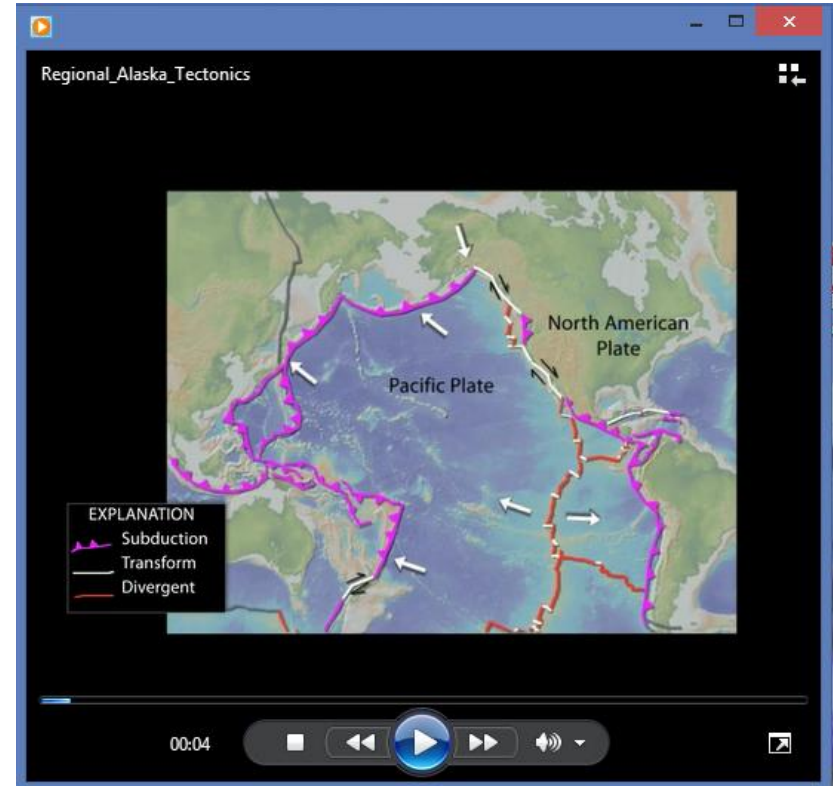 Regional_Alaska_Tectonics
North American
Plate
Pacific Plate
EXPLANATION
Subduction
Transform
Divergent
00:04